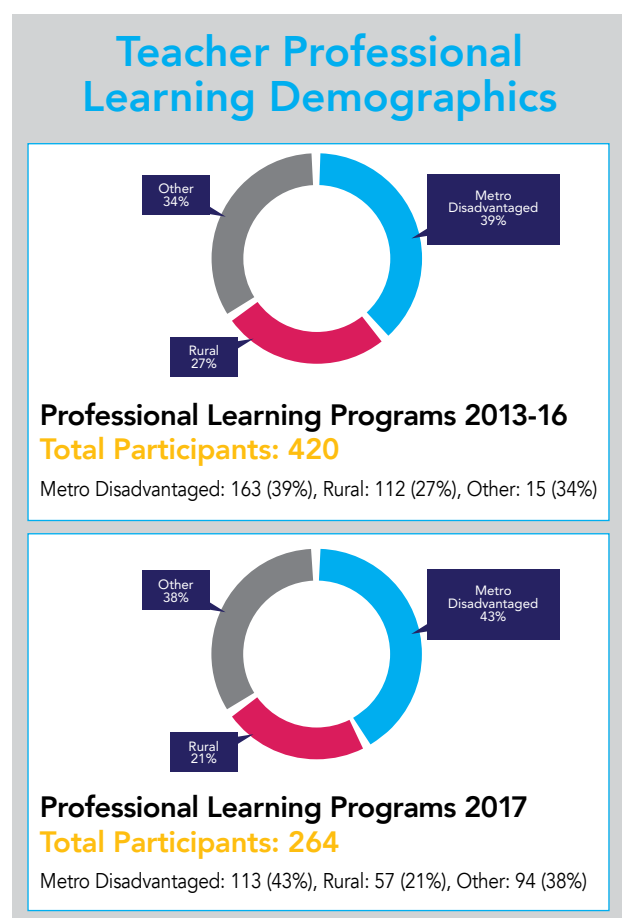 Teacher Professional
Learning Demographics
Other
34%
Metro
Disadvantaged
39%
Rural
27%
Professional Learning Programs 2013-16
Total Participants: 420
Metro Disadvantaged: 163 (39%), Rural: 112 (27%), Other: 15 (34%)
Other
38%
Metro
Disadvantaged
43%
Rural
21%
Professional Learning Programs 2017
Total Participants: 264
Metro Disadvantaged: 113 (43%), Rural: 57 (21%), Other: 94 (38%)